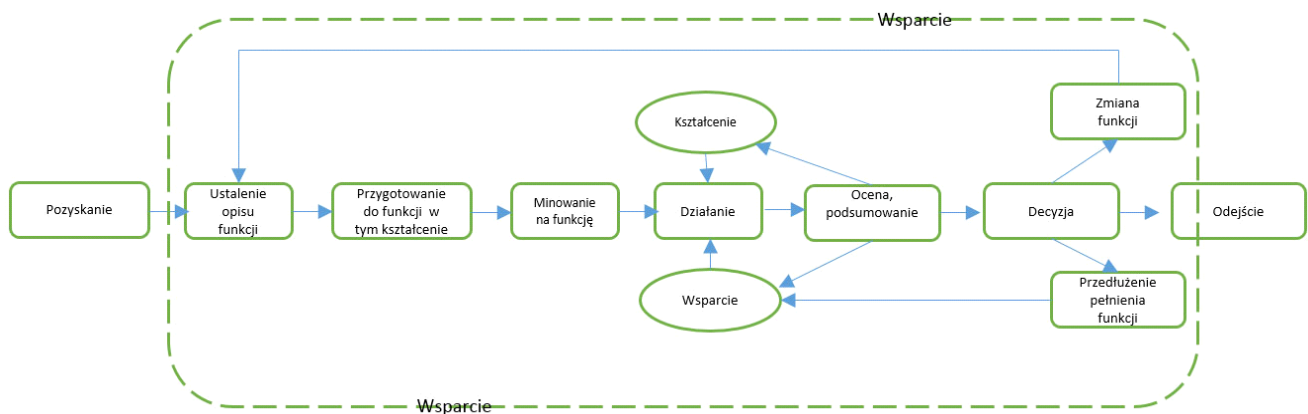 Wsparcie
Zmiana
funkcji
Kształcenie
Pozyskanie
Ustalenie
opisu
funkcji
Przygotowanie
do funkcji w
tym kształcenie
Minowanie
na funkcję
Działanie
Ocena,
podsumowanie
Decyzja
Odejście
Wsparcie
Przedłużenie
pełnienia
funkcji
Wsparcie